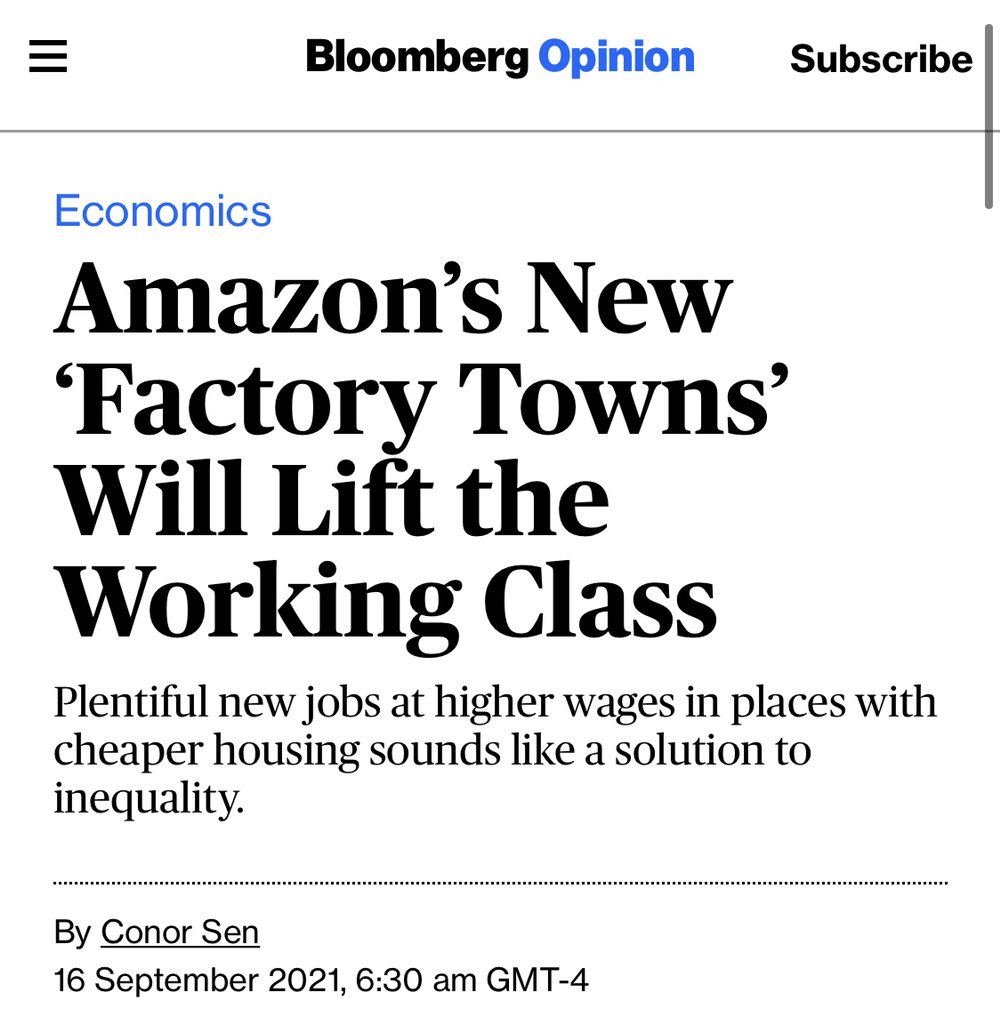 Bloomberg Opinion Subscribe
Economics
Amazon’s New
‘Factory Towns’
Will Lift the
Working Class
Plentiful new jobs at higher wages in places with
cheaper housing sounds like a solution to
inequality.
By Conor Sen
16 September 2021, 6:30 am GMT-4